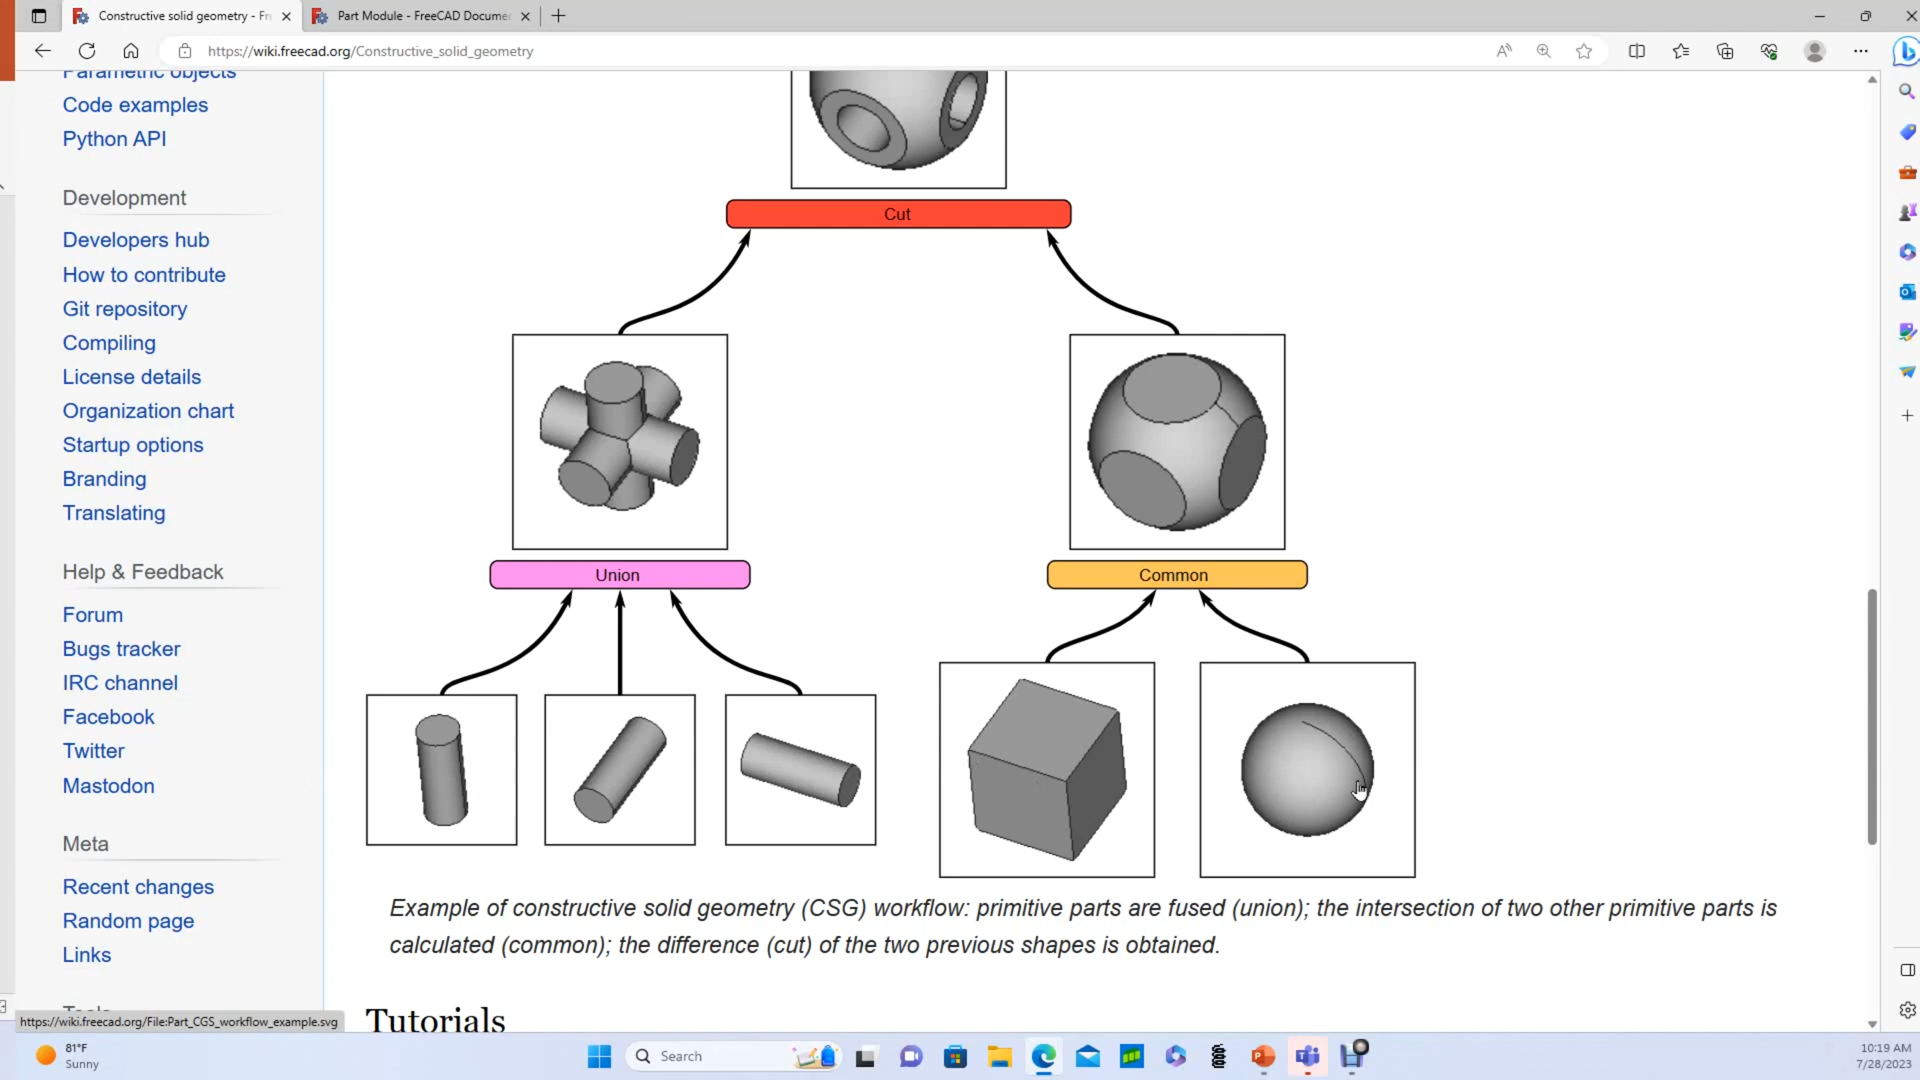 Constructive solid geometry - Fr
Part Module - FreeCAD Docume
https://wiki.freecad.org/Constructive_solid_geometry
Parametric objects
Code examples
Python API
Development
Developers hub
How to contribute
Git repository
Compiling
License details
Organization chart
Startup options
Branding
Translating
Help & Feedback
Forum
Bugs tracker
IRC channel
Facebook
Twitter
Mastodon
Meta
Recent changes
Random page
Links
Tools
Cut
Union
Common
Example of constructive solid geometry (CSG) workflow: primitive parts are fused (union); the intersection of two other primitive parts is
calculated (common); the difference (cut) of the two previous shapes is obtained.
Tutorials
https://wiki.freecad.org/File:Part_CGS_workflow_example.svg
81°F
Sunny
Search
10:19 AM
7/28/2023